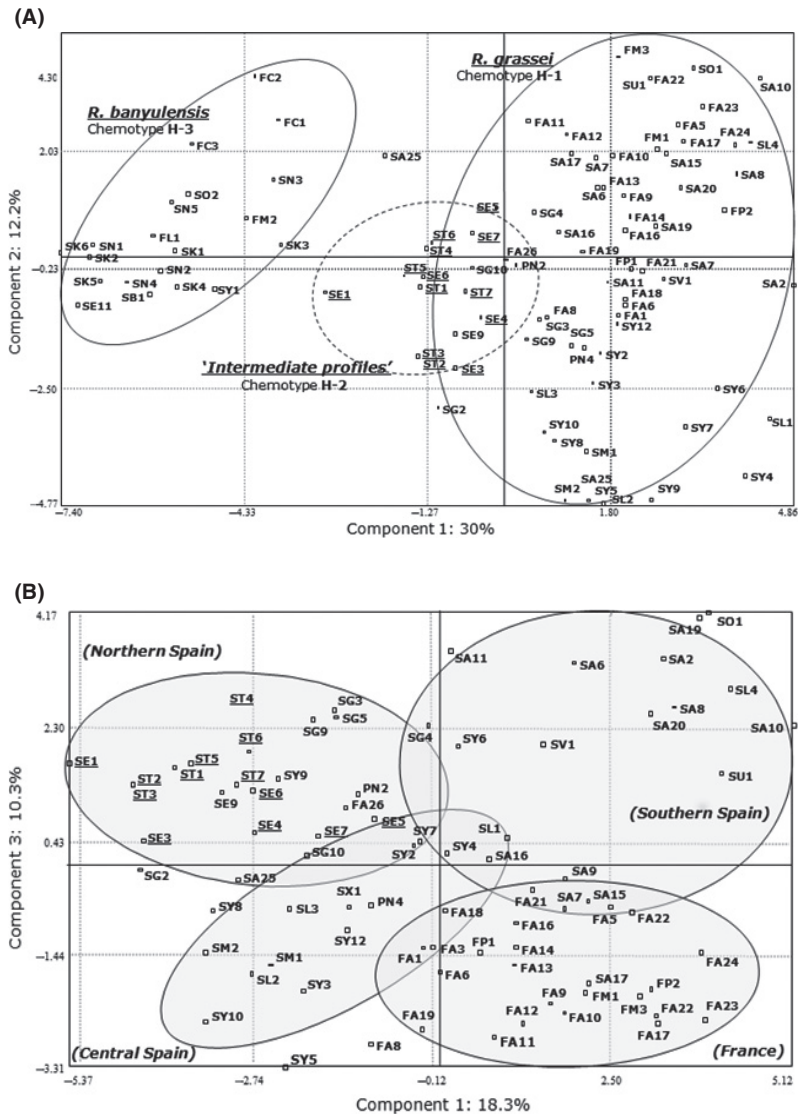 (A)
R. grassei
Chemotype H-1
R. banyulensis
Chemotype H-3
'Intermediate profiles'
Chemotype H-2
FM3
SO1
FC2
SU1
FA22
SA10
FA23
FA11
FC1
FA5
FA12
FM1
FA17
FA24
SL4
FC3
SA25
SA17
SA7
FA10
SA15
SA8
SN3
FA13
SA20
SO2
SA6
FA9
SN5
SE5
SG4
FP2
FM2
FA14
FL1
ST6
SE7
SA16
FA16
SA19
SK6
SN1
SK1
SK3
ST4
FA26
FA19
SK2
SN2
ST5
SE6
SG10
PN2
FP1
FA21
SA7
SK5
SN4
SK4
SY1
SE1
ST1
ST7
SA11
SV1
SA2
SE11
SB1
FA18
FA6
FA8
FA1
SE4
SG3
SY12
SE9
SG9
SG5
ST3
PN4
SY2
ST2
SE3
SL3
SY3
SY6
SG2
SL1
SY10
SY7
SY8
SM1
SA25
SY4
SM2
SY5
SL2
SY9
4.30
2.03
−0.23
−2.50
−4.77
−7.40
−4.33
−1.27
1.80
4.86
Component 2: 12.2%
Component 1: 30%
(B)
(Northern Spain)
(Southern Spain)
(Central Spain)
(France)
SO1
SA19
SA11
SA6
SA2
ST4
SG3
SL4
SG9
SG5
SA8
SG4
SA20
SA10
ST6
SY6
SV1
SE1
ST5
ST1
SU1
ST2
ST7
SY9
ST3
SE9
SE6
PN2
FA26
SE4
SE5
SE3
SE7
SY7
SL1
SG10
SY2
SY4
SA16
SG2
SA25
SA9
SX1
FA21
SA7
SA15
SY8
SL3
PN4
FA18
FA5
FA22
SY12
FA16
SM2
SM1
FA1
FA3
FP1
FA14
FA24
SL2
FA6
FA13
SY3
SA17
FA9
FM1
FP2
SY10
FA12
FM3
FA22
FA23
FA19
FA10
FA11
FA17
FA8
SY5
4.17
2.30
0.43
−1.44
−3.31
−5.37
−2.74
−0.12
2.50
5.12
Component 3: 10.3%
Component 1: 18.3%